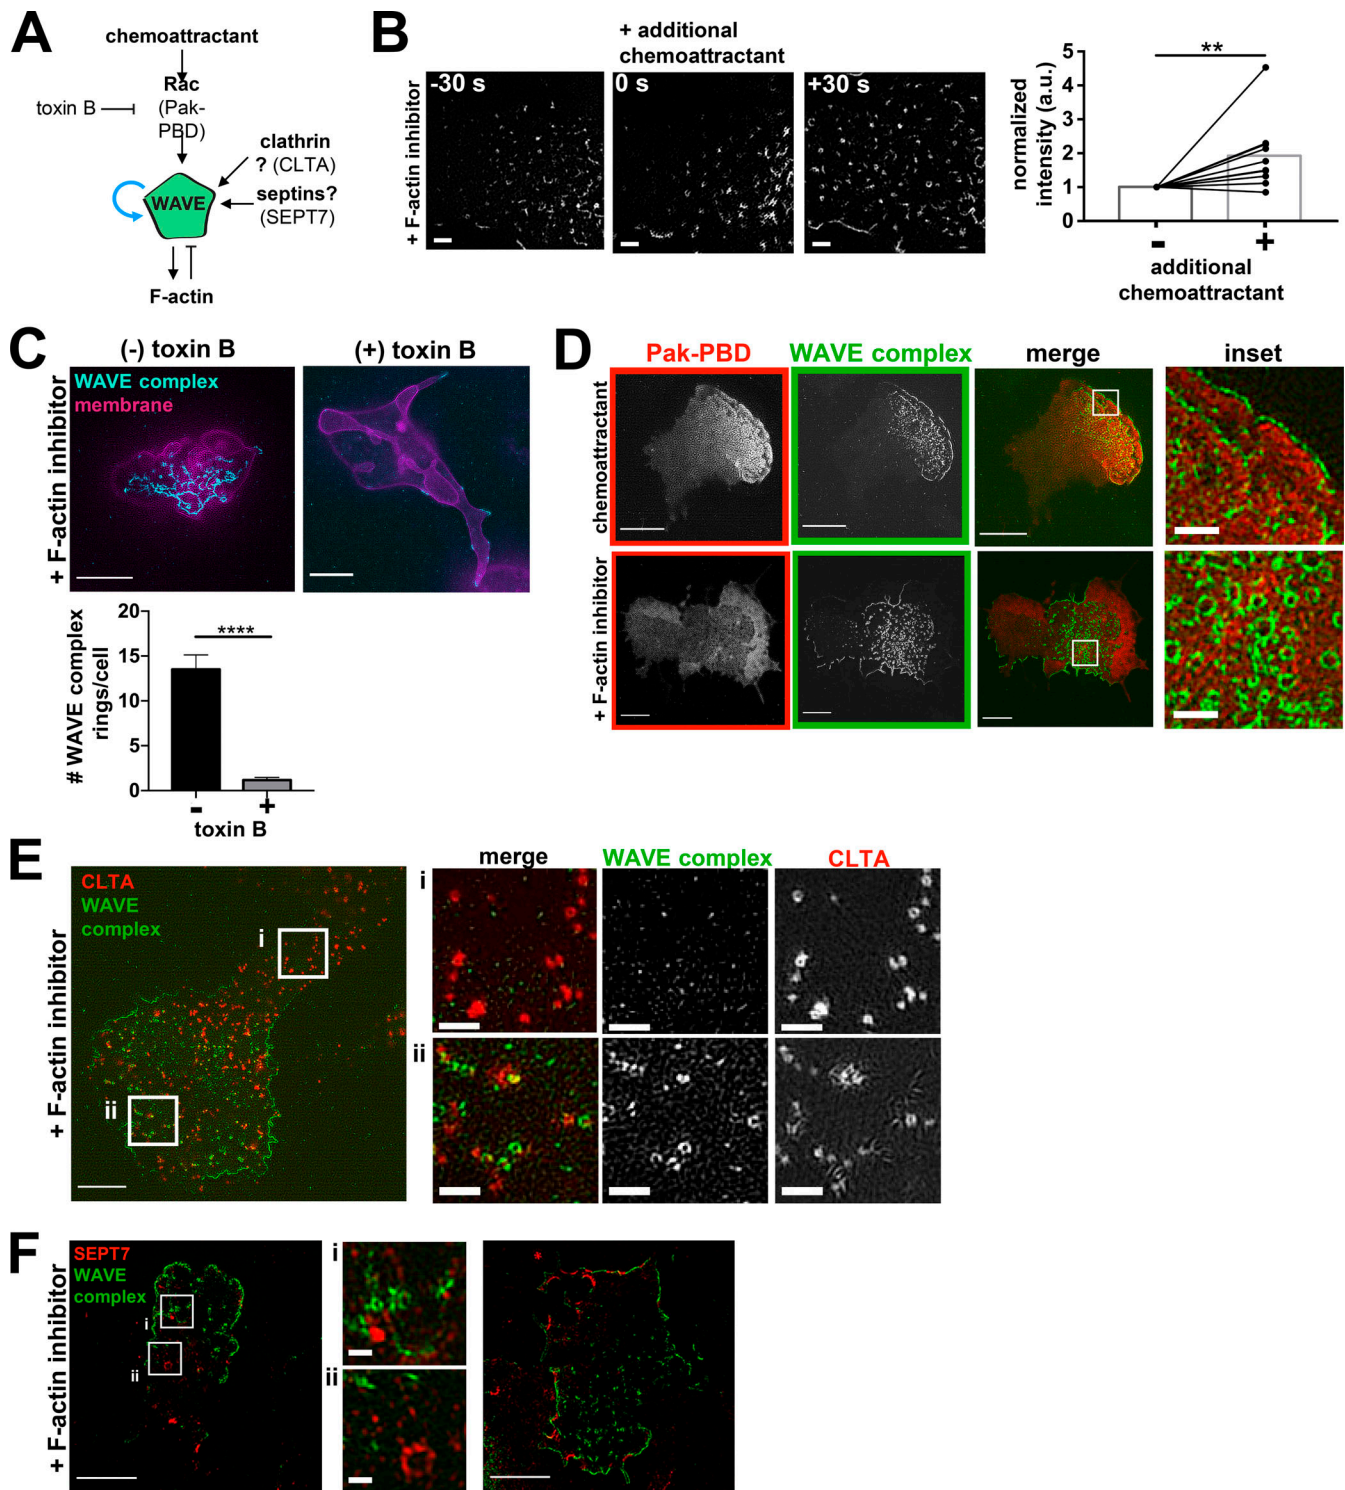 A
chemoattractant
Rac
(Pak-
PBD)
toxin B
clathrin
? (CLTA)
septins?
(SEPT7)
WAVE
F-actin
B
+ additional
chemoattractant
+ F-actin inhibitor
-30 s
0 s
+30 s
normalized
intensity (a.u.)
5
4
3
2
1
0
**
-
+
additional
chemoattractant
C
(-) toxin B
(+) toxin B
+ F-actin inhibitor
WAVE complex
membrane
# WAVE complex
rings/cell
20
15
10
5
0
****
-
+
toxin B
D
Pak-PBD
WAVE complex
merge
inset
chemoattractant
+ F-actin inhibitor
E
+ F-actin inhibitor
CLTA
WAVE
complex
i
ii
merge
WAVE complex
CLTA
i
ii
F
+ F-actin inhibitor
SEPT7
WAVE
complex
i
ii
i
ii
*